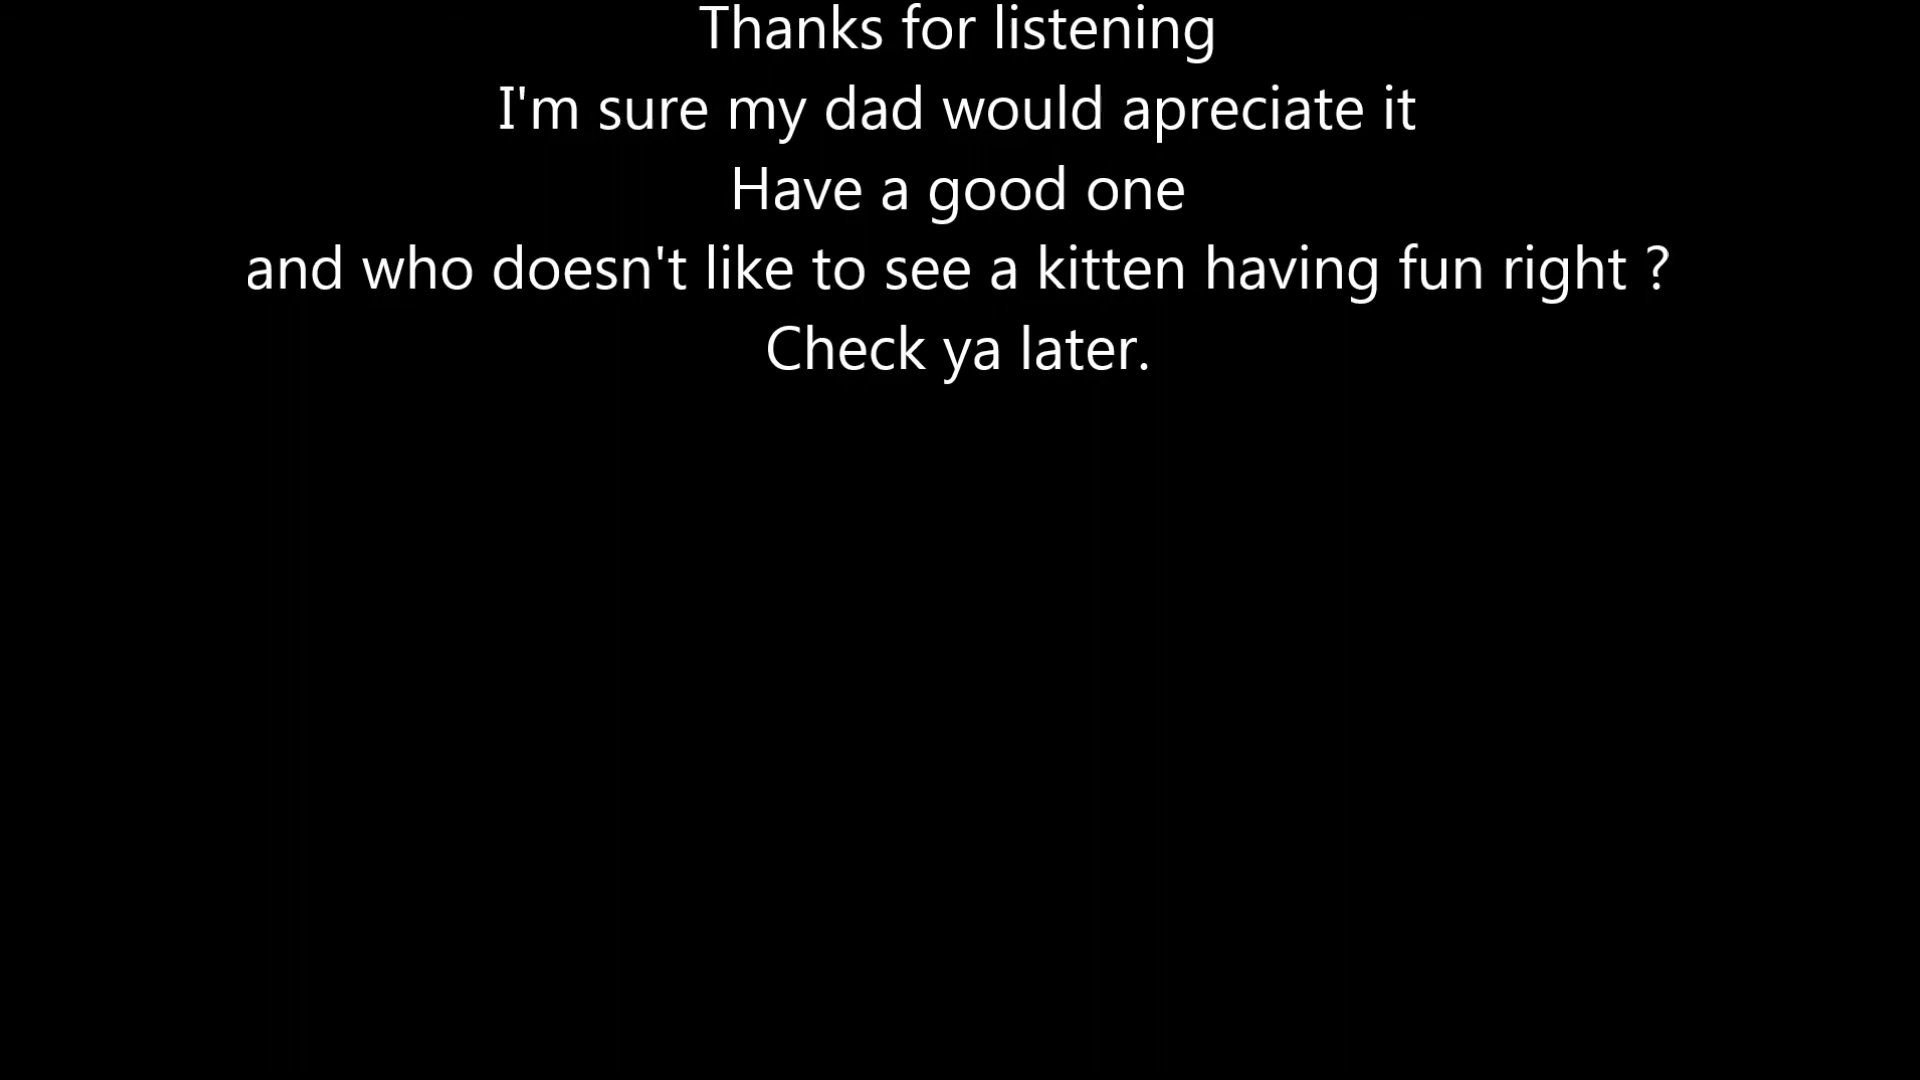 Thanks for listening
I'm sure my dad would apreciate it
Have a good one
and who doesn't like to see a kitten having fun right ?
Check ya later.